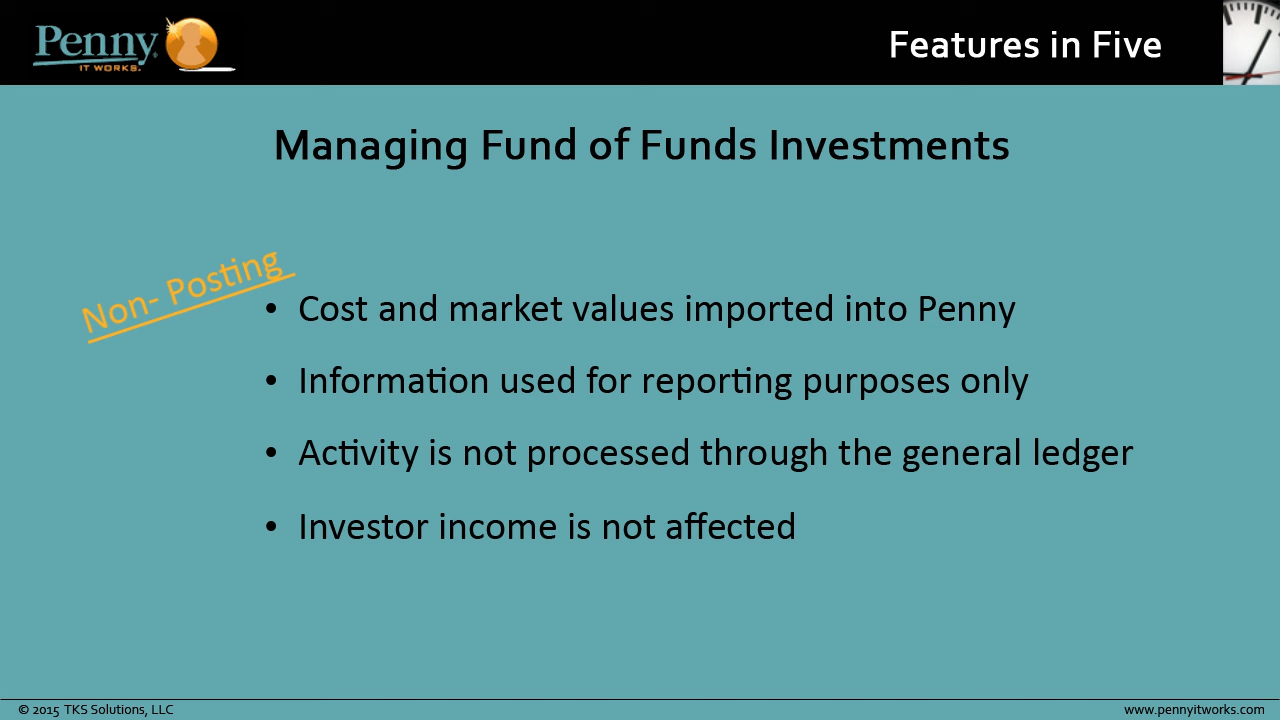 Penny®
IT WORKS.
Features in Five
Managing Fund of Funds Investments
Non- Posting
• Cost and market values imported into Penny
• Information used for reporting purposes only
• Activity is not processed through the general ledger
• Investor income is not affected
© 2015 TKS Solutions, LLC
www.pennyitworks.com